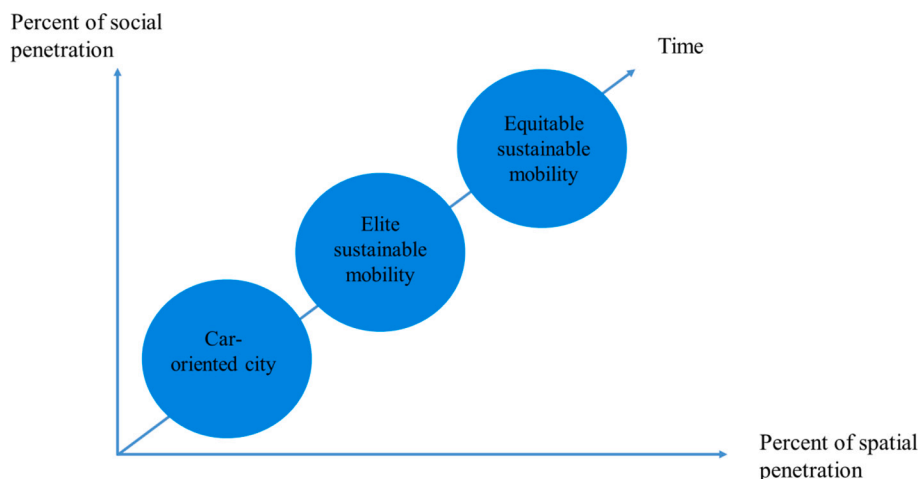 Percent of social
penetration
Time
Equitable
sustainable
mobility
Elite
sustainable
mobility
Car-
oriented city
Percent of spatial
penetration